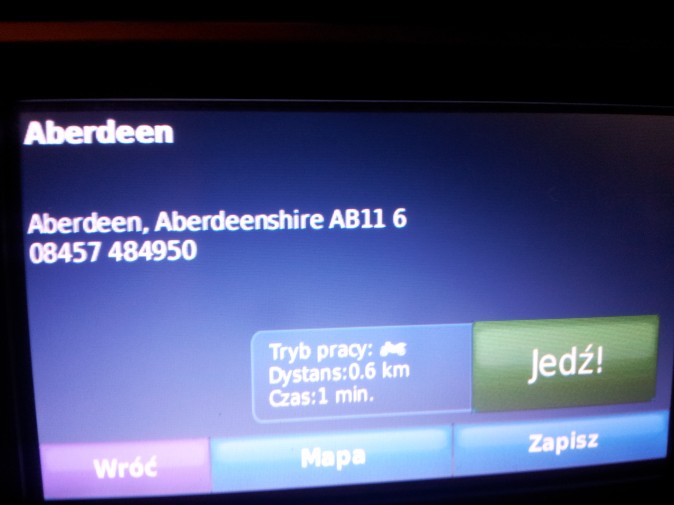 Aberdeen
Aberdeen, Aberdeenshire AB11 6
08457 484950
Tryb pracy:
Dystans:0.6 km
Czas:1 min.
Jedź!
Wróć
Mapa
Zapisz